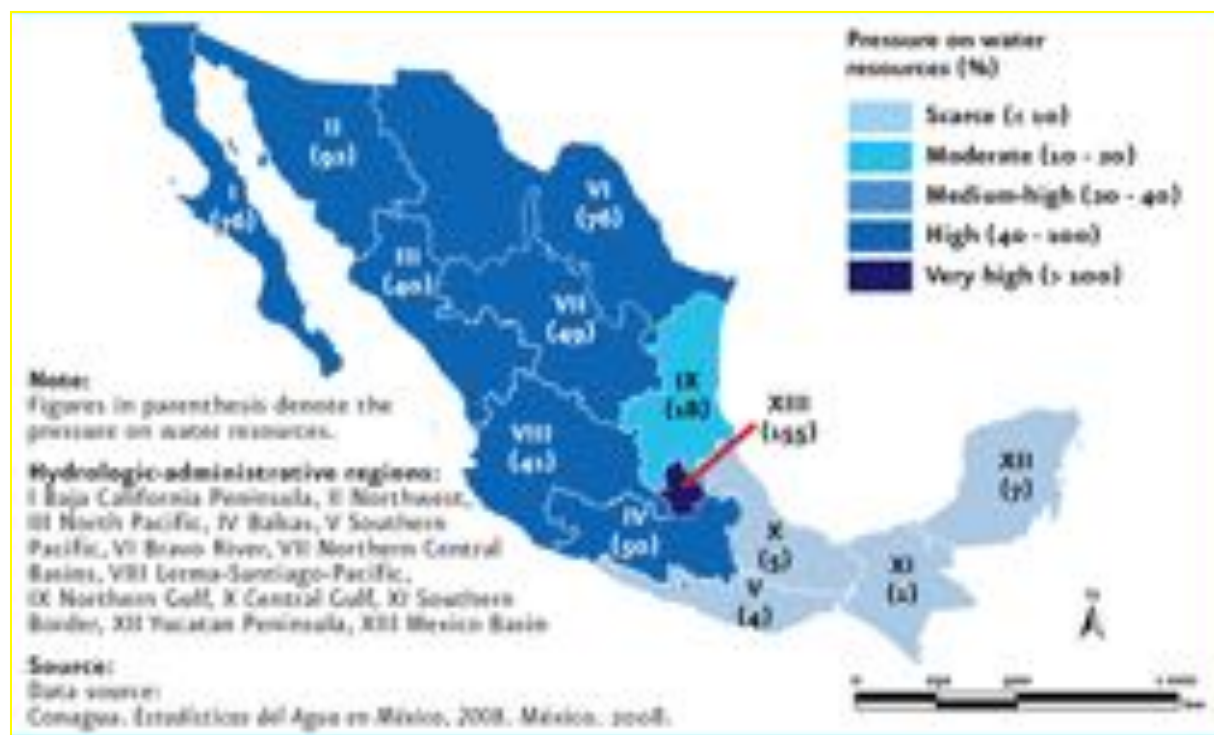 Pressure on water
resources (%)
Scarce (< 10)
Moderate (10 - 20)
Medium-high (20 - 40)
High (40 - 100)
Very high (> 100)
I
II
VI
(76)
III
VII
(49)
IX
(18)
XIII
(155)
VIII
IV
(50)
XII
(7)
X
(5)
XI
V
(4)
Note:
Figures in parenthesis denote the
pressure on water resources.
Hydrologic-administrative regions:
I Baja California Peninsula, II Northwest,
III North Pacific, IV Balsas, V Southern
Pacific, VI Bravo River, VII Northern Central
Basins, VIII Lerma-Santiago-Pacific,
IX Northern Gulf, X Central Gulf, XI Southern
Border, XII Yucatan Peninsula, XIII Mexico Basin
Source:
Data source:
Conagua. Estadísticas del Agua en México, 2008. México. 2008.
0